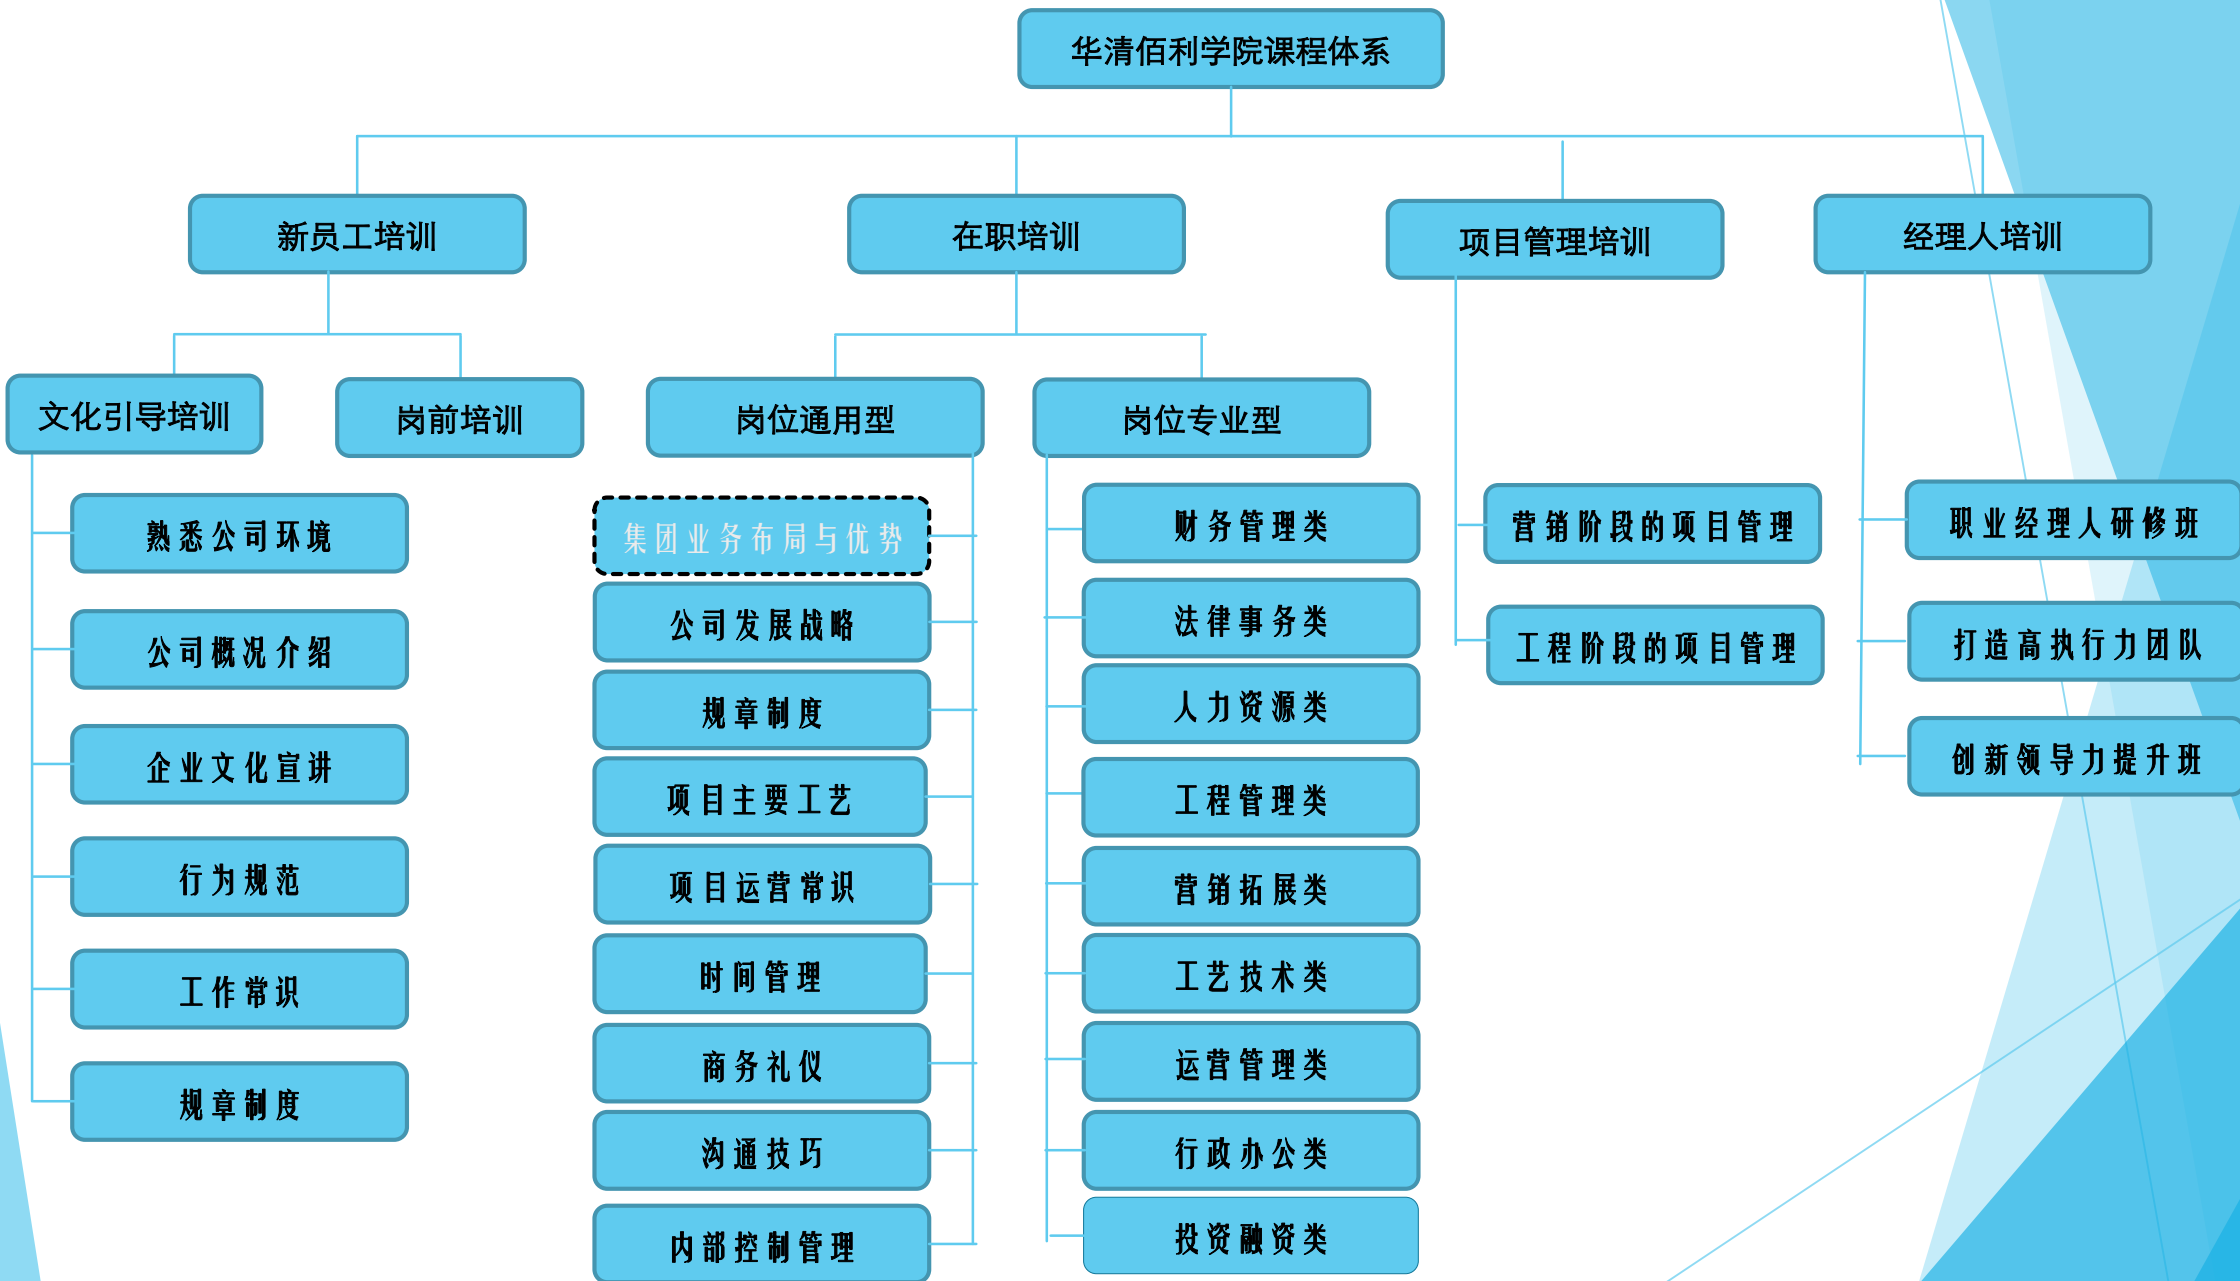 华清佰利学院课程体系
新员工培训
在职培训
项目管理培训
经理人培训
文化引导培训
岗前培训
岗位通用型
岗位专业型
熟悉公司环境
公司概况介绍
企业文化宣讲
行为规范
工作常识
规章制度
集团业务布局与优势
公司发展战略
规章制度
项目主要工艺
项目运营常识
时间管理
商务礼仪
沟通技巧
内部控制管理
财务管理类
法律事务类
人力资源类
工程管理类
营销拓展类
工艺技术类
运营管理类
行政办公类
投资融资类
营销阶段的项目管理
工程阶段的项目管理
职业经理人研修班
打造高执行力团队
创新领导力提升班